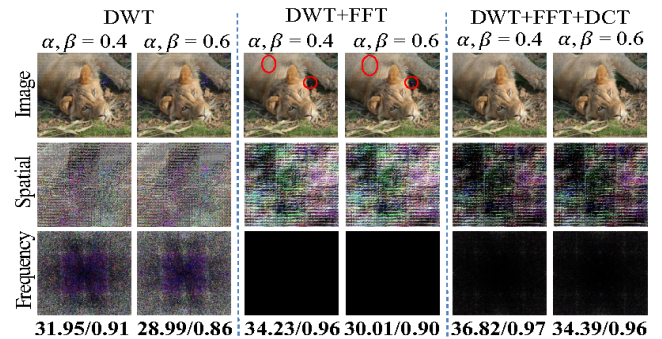 DWT DWT+FFT DWT+FFT+DCT
α, β = 0.4 α, β = 0.6 α, β = 0.4 α, β = 0.6 α, β = 0.4 α, β = 0.6
Image
Spatial
Frequency
31.95/0.91 28.99/0.86 34.23/0.96 30.01/0.90 36.82/0.97 34.39/0.96